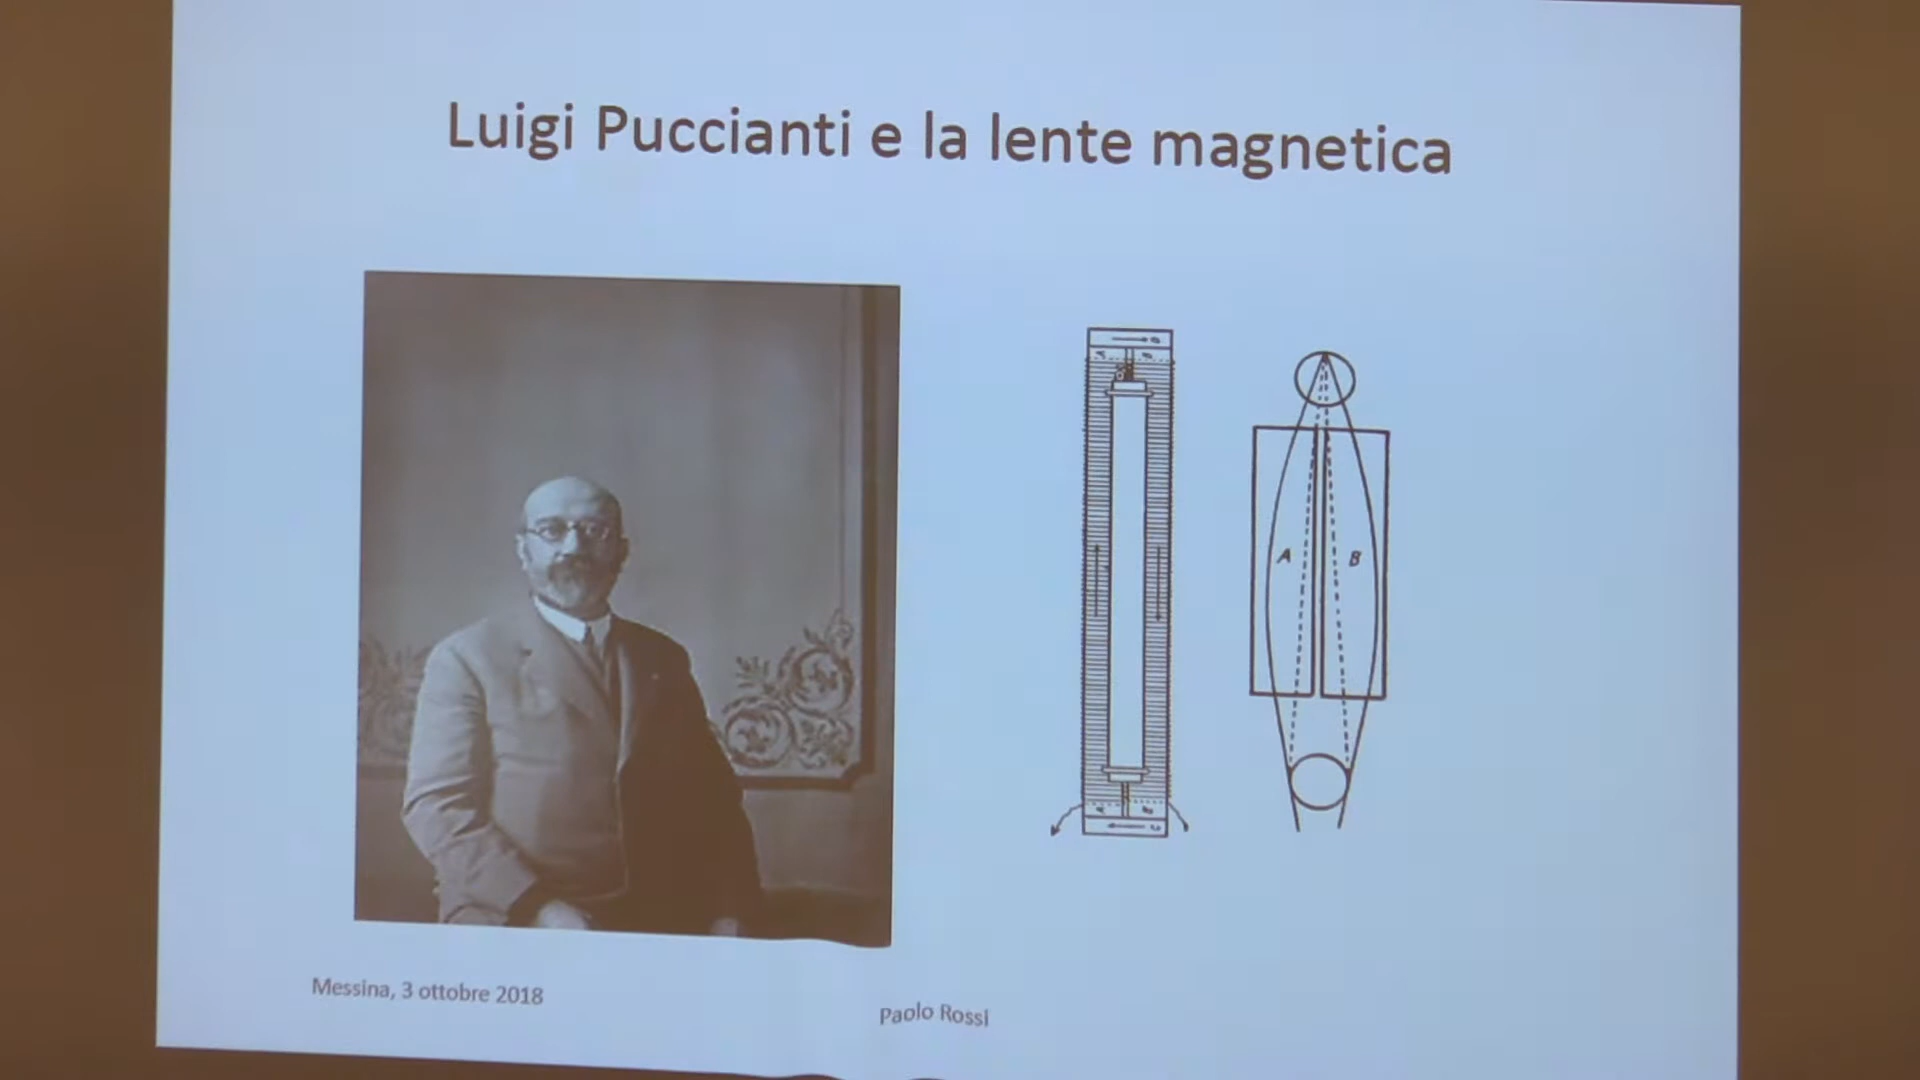 Luigi Puccianti e la lente magnetica
A
B
Messina, 3 ottobre 2018
Paolo Rossi